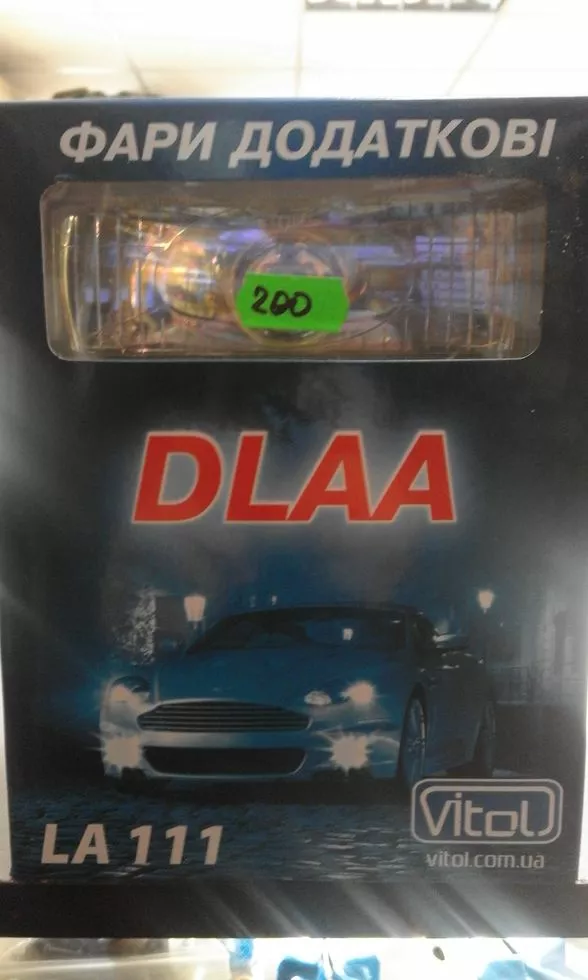 ФАРИ ДОДАТКОВІ
200
DLAA
Vitol
LA 111
vitol.com.ua